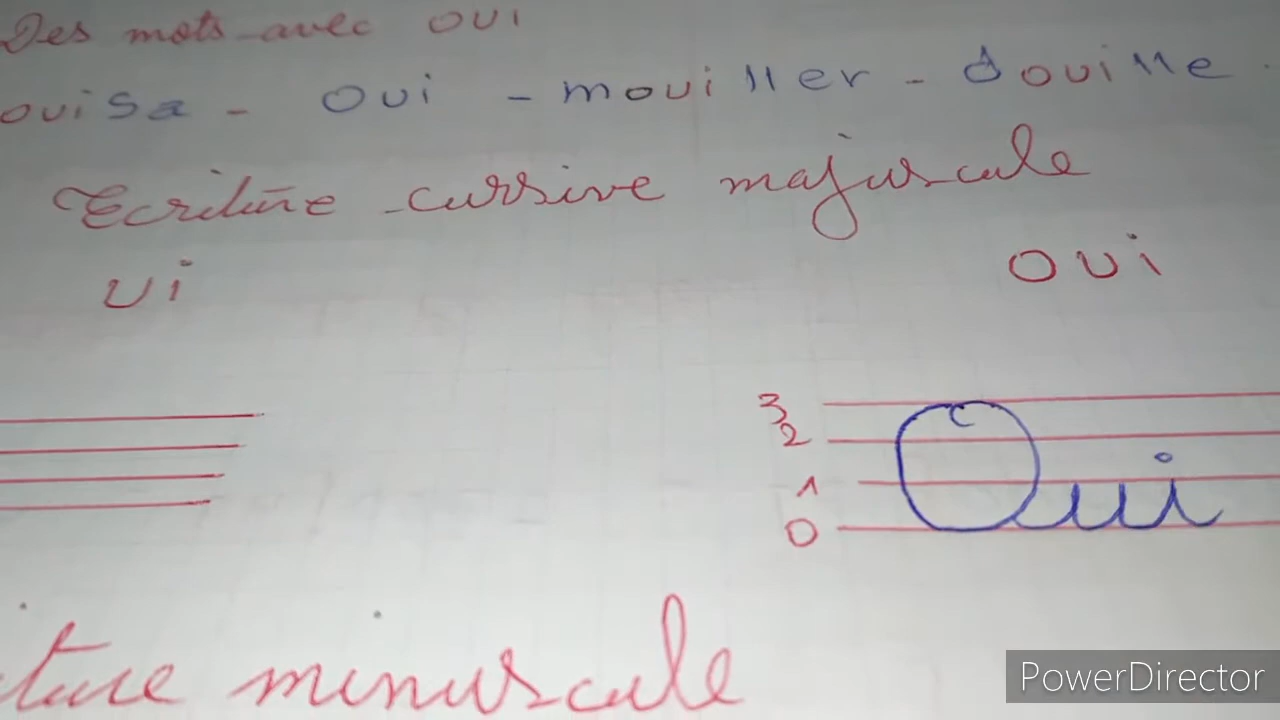 Des mots avec oui
ouisa - oui - mouiller - douille.
Ecriture cursive majuscule
ui oui
3
2
1
0
Oui
ture minuscule
PowerDirector